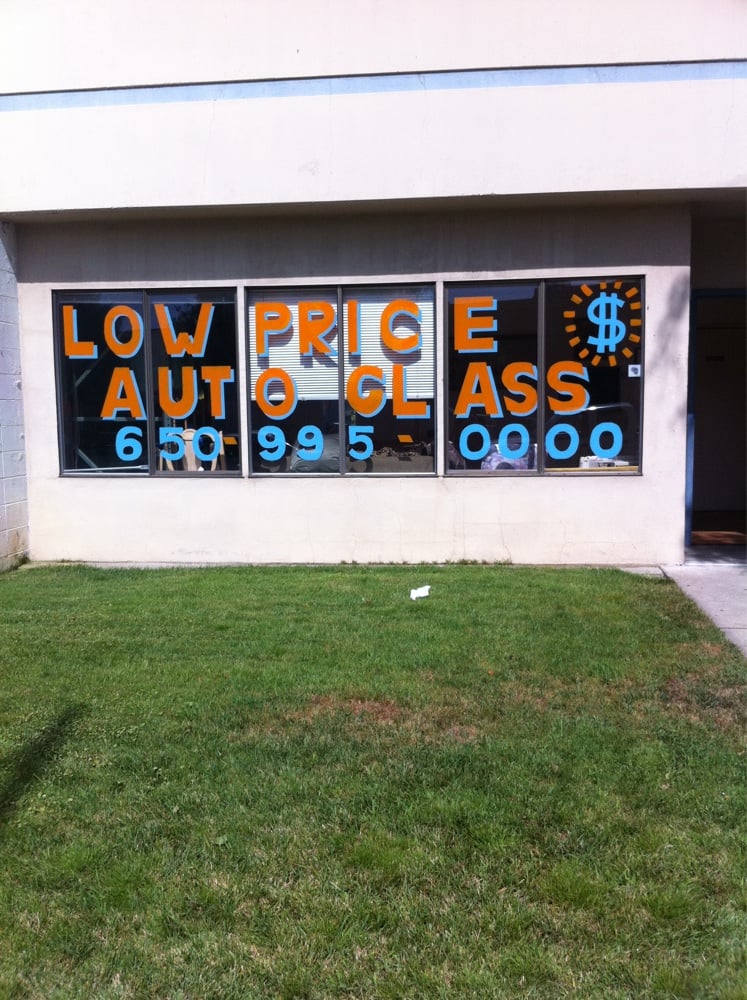 LOW PRICE $
AUTO GLASS
650-995-0000